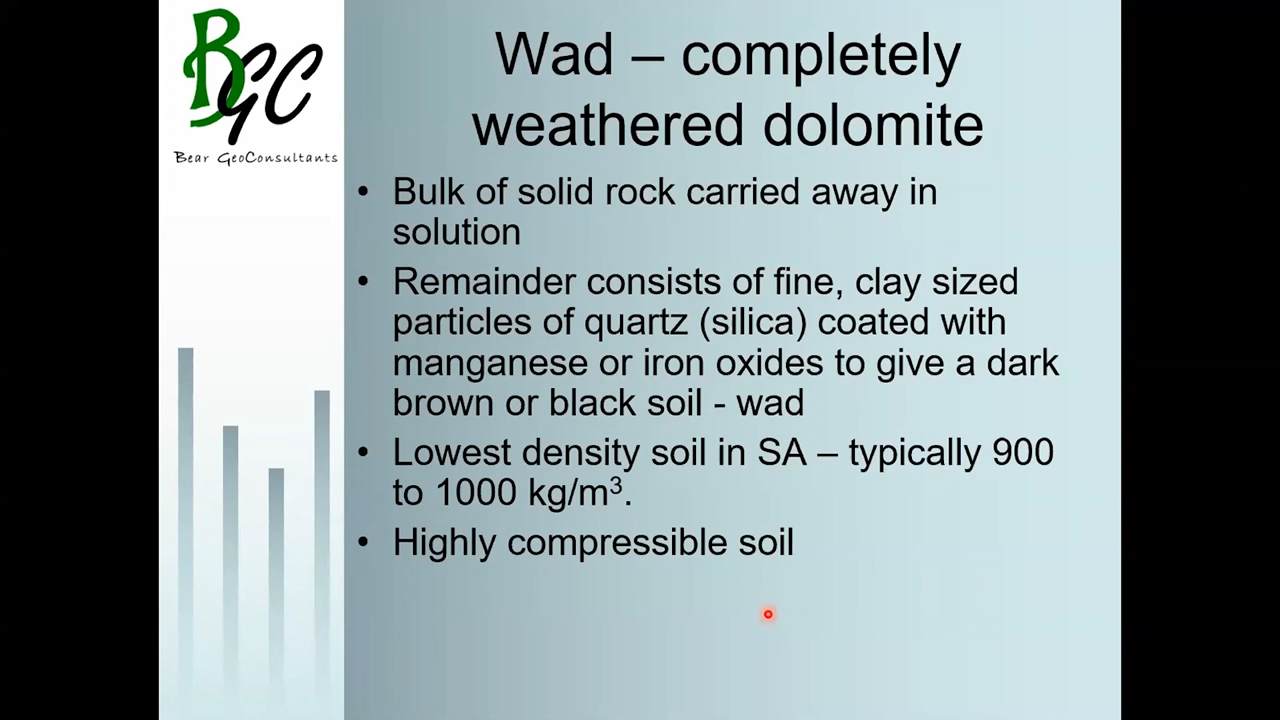 BGC
Bear GeoConsultants
Wad – completely
weathered dolomite
• Bulk of solid rock carried away in
solution
• Remainder consists of fine, clay sized
particles of quartz (silica) coated with
manganese or iron oxides to give a dark
brown or black soil - wad
• Lowest density soil in SA – typically 900
to 1000 kg/m³.
• Highly compressible soil